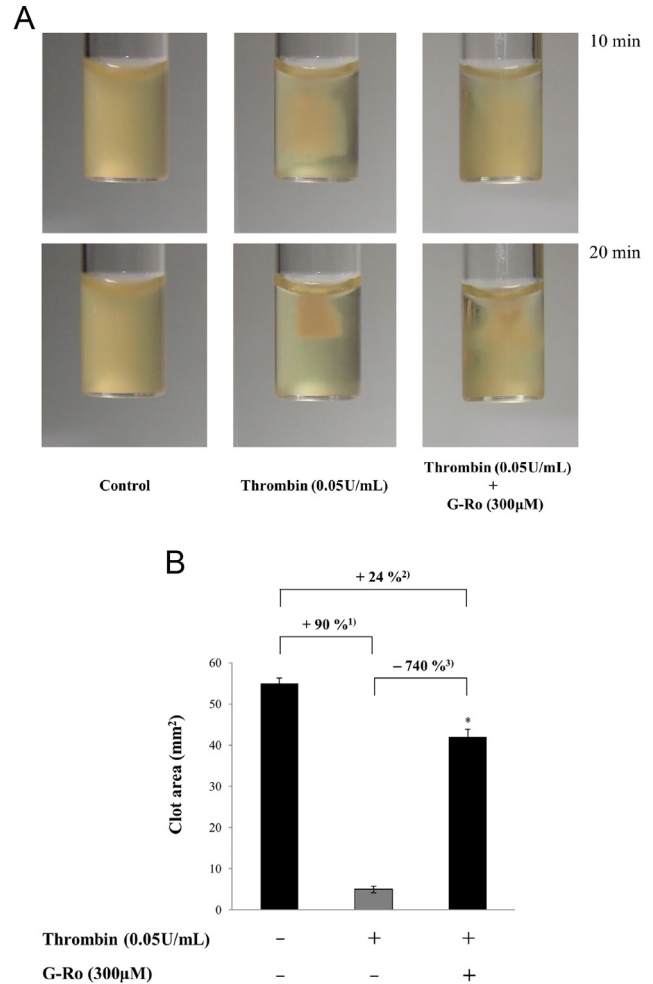 A
10 min
20 min
Control
Thrombin (0.05U/mL)
Thrombin (0.05U/mL)
+
G-Ro (300μM)
B
+ 24 %2)
+ 90 %1)
− 740 %3)
60
50
40
30
20
10
0
Clot area (mm2)
*
Thrombin (0.05U/mL) − + +
G-Ro (300μM) − − +